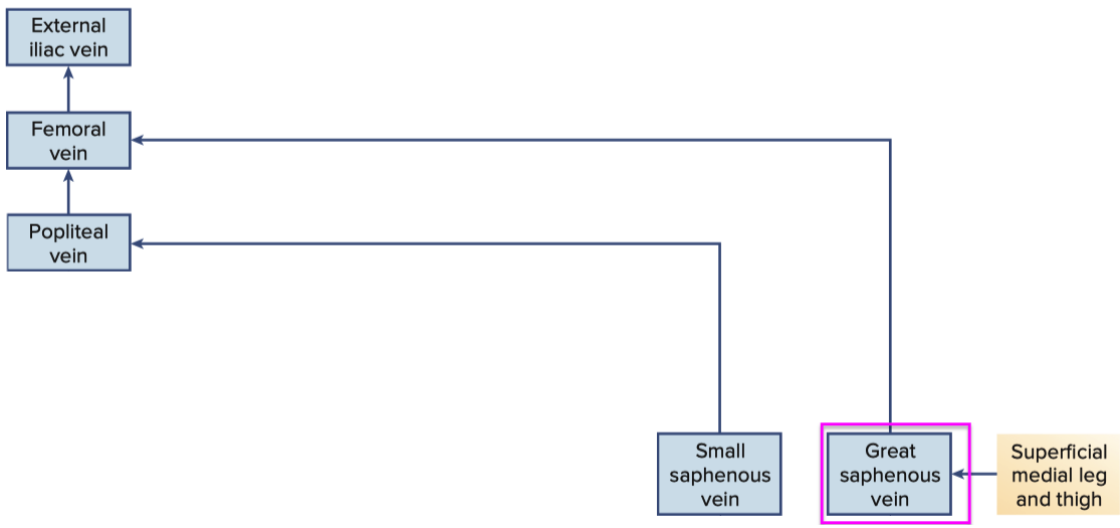 External
iliac vein
Femoral
vein
Popliteal
vein
Small
saphenous
vein
Great
saphenous
vein
Superficial
medial leg
and thigh